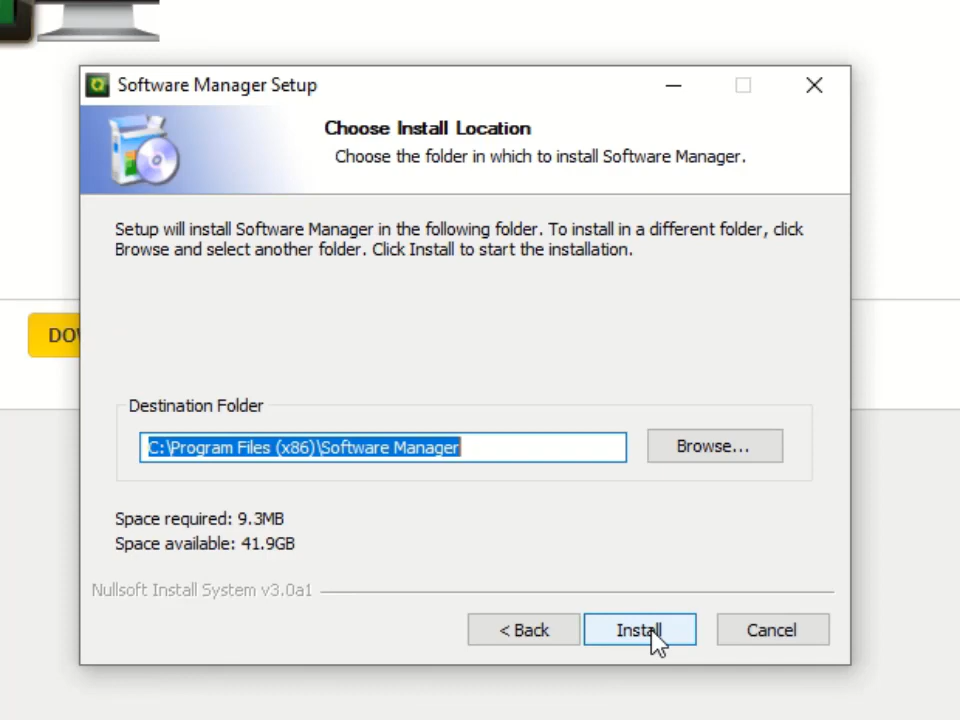 Software Manager Setup
Choose Install Location
Choose the folder in which to install Software Manager.
Setup will install Software Manager in the following folder. To install in a different folder, click
Browse and select another folder. Click Install to start the installation.
Destination Folder
C:\Program Files (x86)\Software Manager
Browse...
Space required: 9.3MB
Space available: 41.9GB
Nullsoft Install System v3.0a1
< Back
Install
Cancel